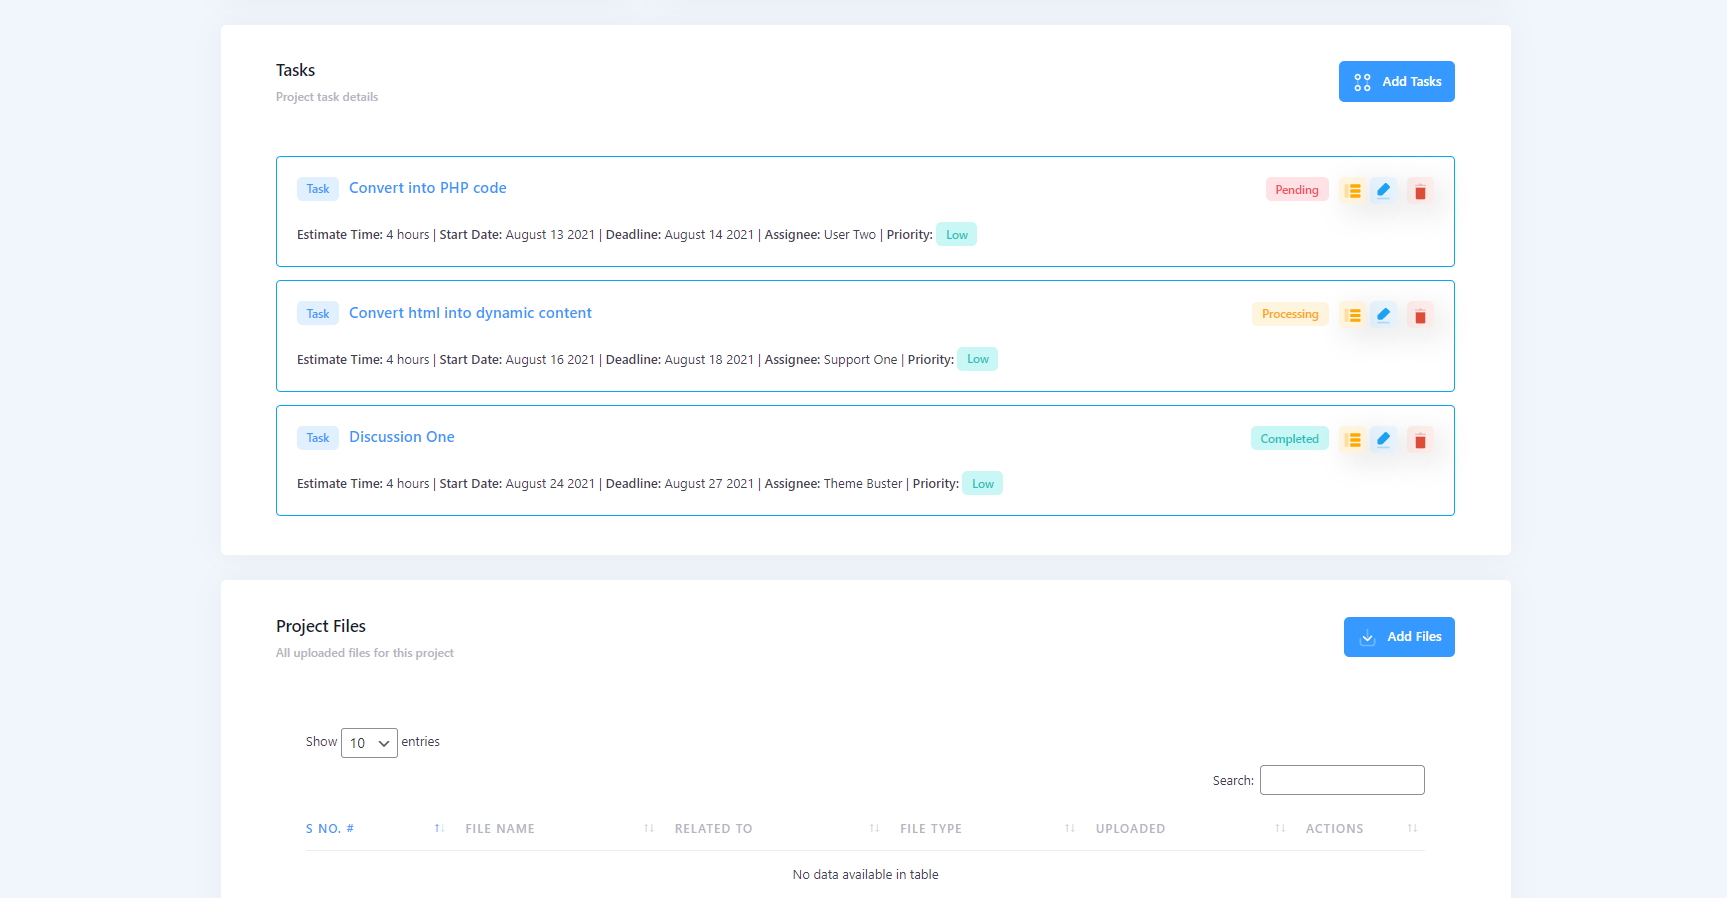 Tasks
Project task details
Add Tasks
Task Convert into PHP code Pending
Estimate Time: 4 hours | Start Date: August 13 2021 | Deadline: August 14 2021 | Assignee: User Two | Priority: Low
Task Convert html into dynamic content Processing
Estimate Time: 4 hours | Start Date: August 16 2021 | Deadline: August 18 2021 | Assignee: Support One | Priority: Low
Task Discussion One Completed
Estimate Time: 4 hours | Start Date: August 24 2021 | Deadline: August 27 2021 | Assignee: Theme Buster | Priority: Low
Project Files
All uploaded files for this project
Add Files
Show 10 entries
Search:
S NO. # FILE NAME RELATED TO FILE TYPE UPLOADED ACTIONS
No data available in table